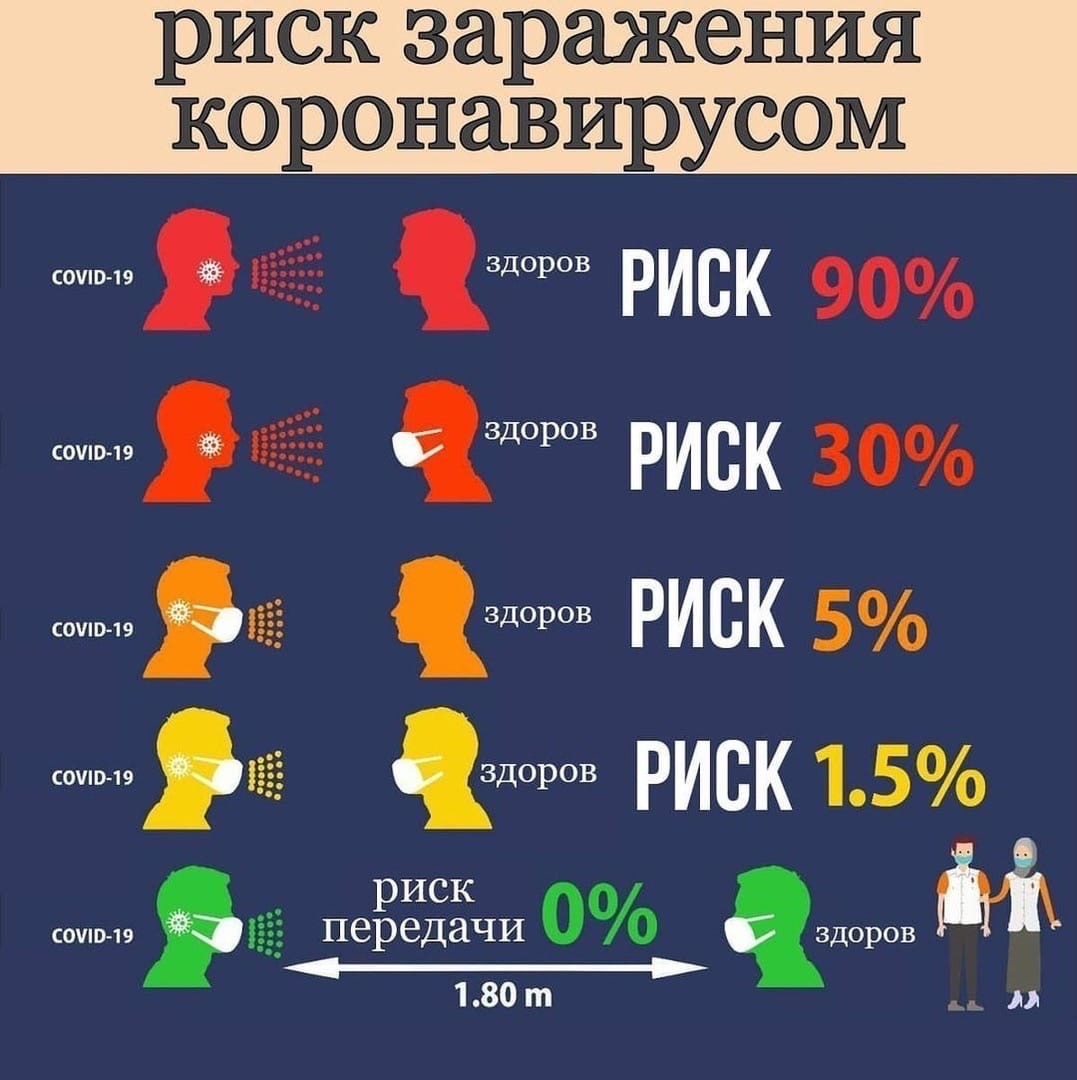 риск заражения
коронавирусом
COVID-19 здоров РИСК 90%
COVID-19 здоров РИСК 30%
COVID-19 здоров РИСК 5%
COVID-19 здоров РИСК 1.5%
риск
COVID-19 передачи 0% здоров
1.80 m